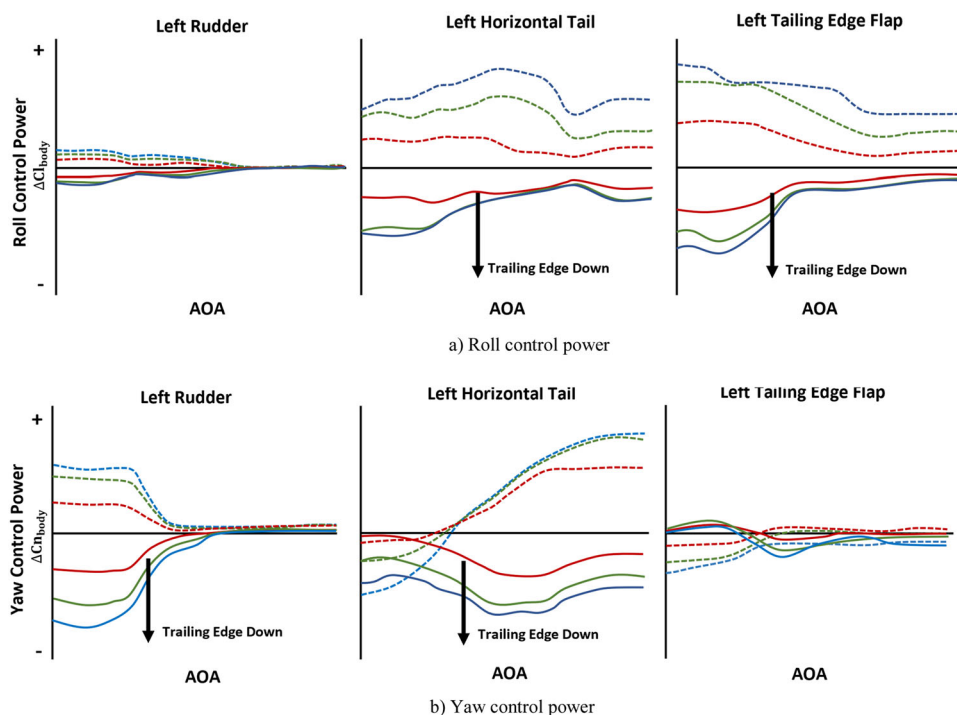 Left Rudder
Left Horizontal Tail
Left Tailing Edge Flap
+
Roll Control Power
ΔCl_body
-
Trailing Edge Down
Trailing Edge Down
AOA
AOA
AOA
a) Roll control power
Left Rudder
Left Horizontal Tail
Left Tailing Edge Flap
+
Yaw Control Power
ΔCn_body
-
Trailing Edge Down
Trailing Edge Down
AOA
AOA
AOA
b) Yaw control power